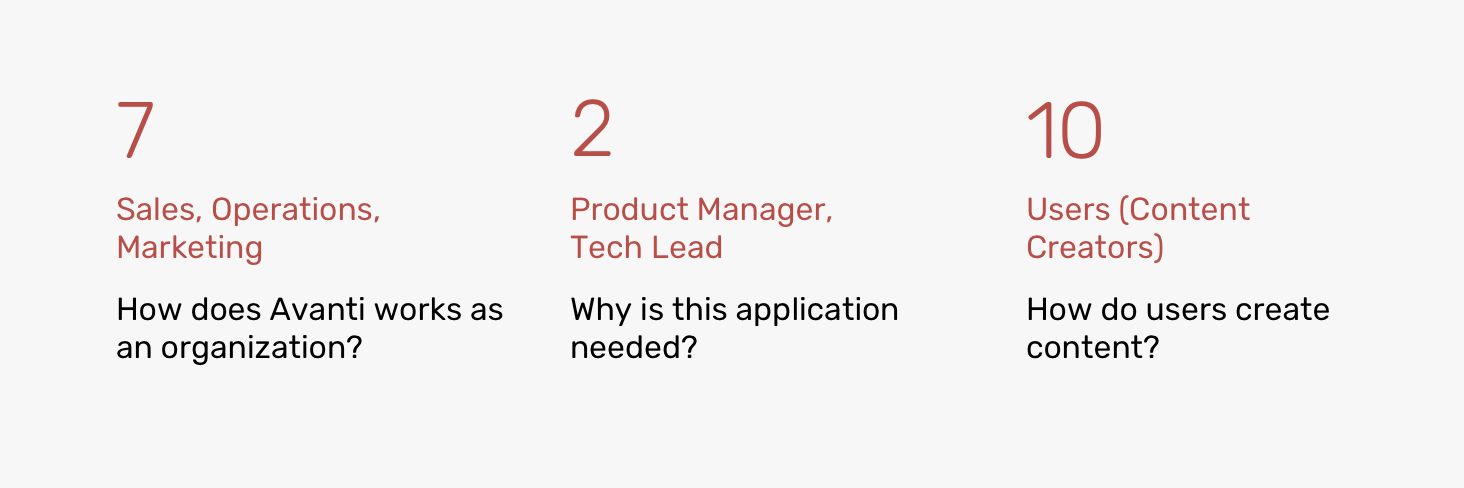 7
Sales, Operations,
Marketing
How does Avanti works as
an organization?
2
Product Manager,
Tech Lead
Why is this application
needed?
10
Users (Content
Creators)
How do users create
content?